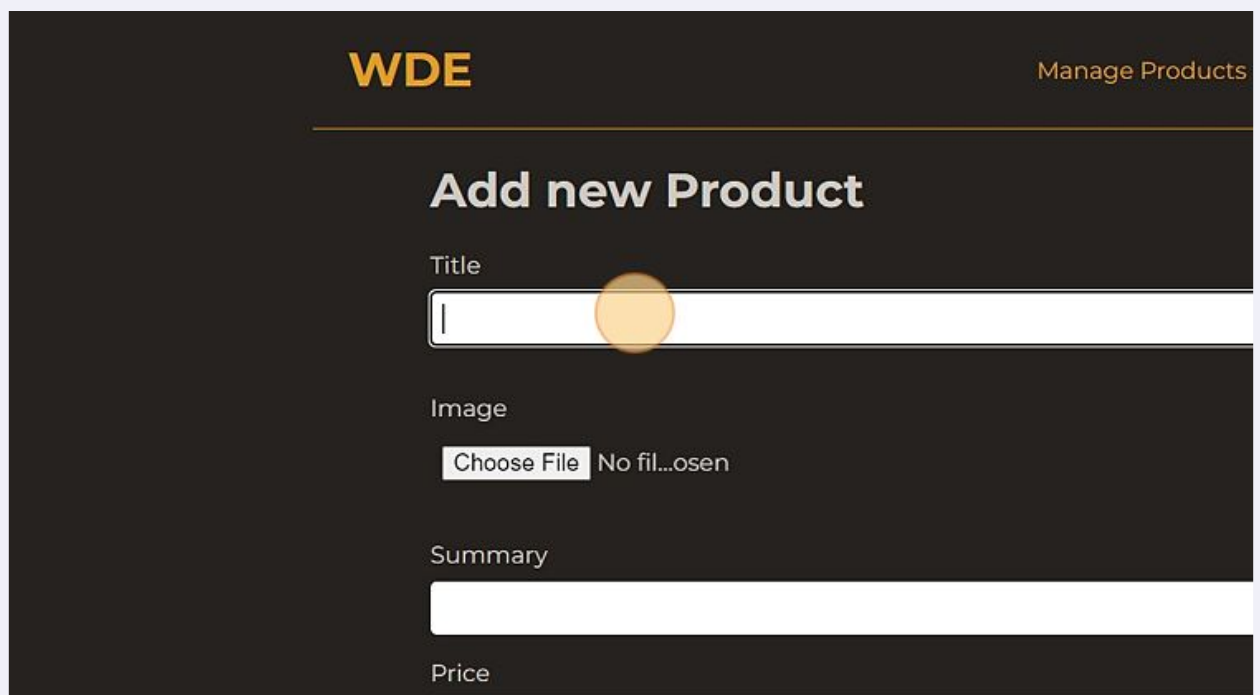 WDE
Manage Products
Add new Product
Title
Image
Choose File No fil...osen
Summary
Price